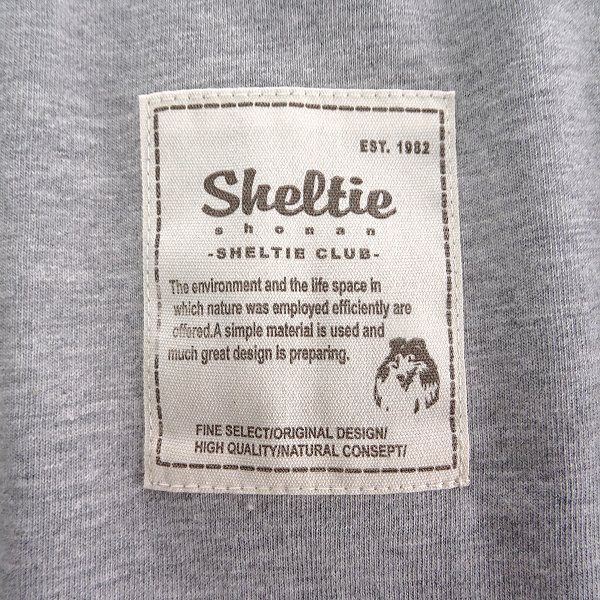 EST. 1982
Sheltie
shonan
-SHELTIE CLUB-
The environment and the life space in
which nature was employed efficiently are
offered.A simple material is used and
much great design is preparing.
FINE SELECT/ORIGINAL DESIGN/
HIGH QUALITY/NATURAL CONSEPT/